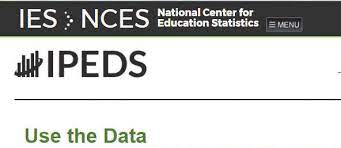 IES NCES National Center for
Education Statistics MENU
IPEDS
Use the Data